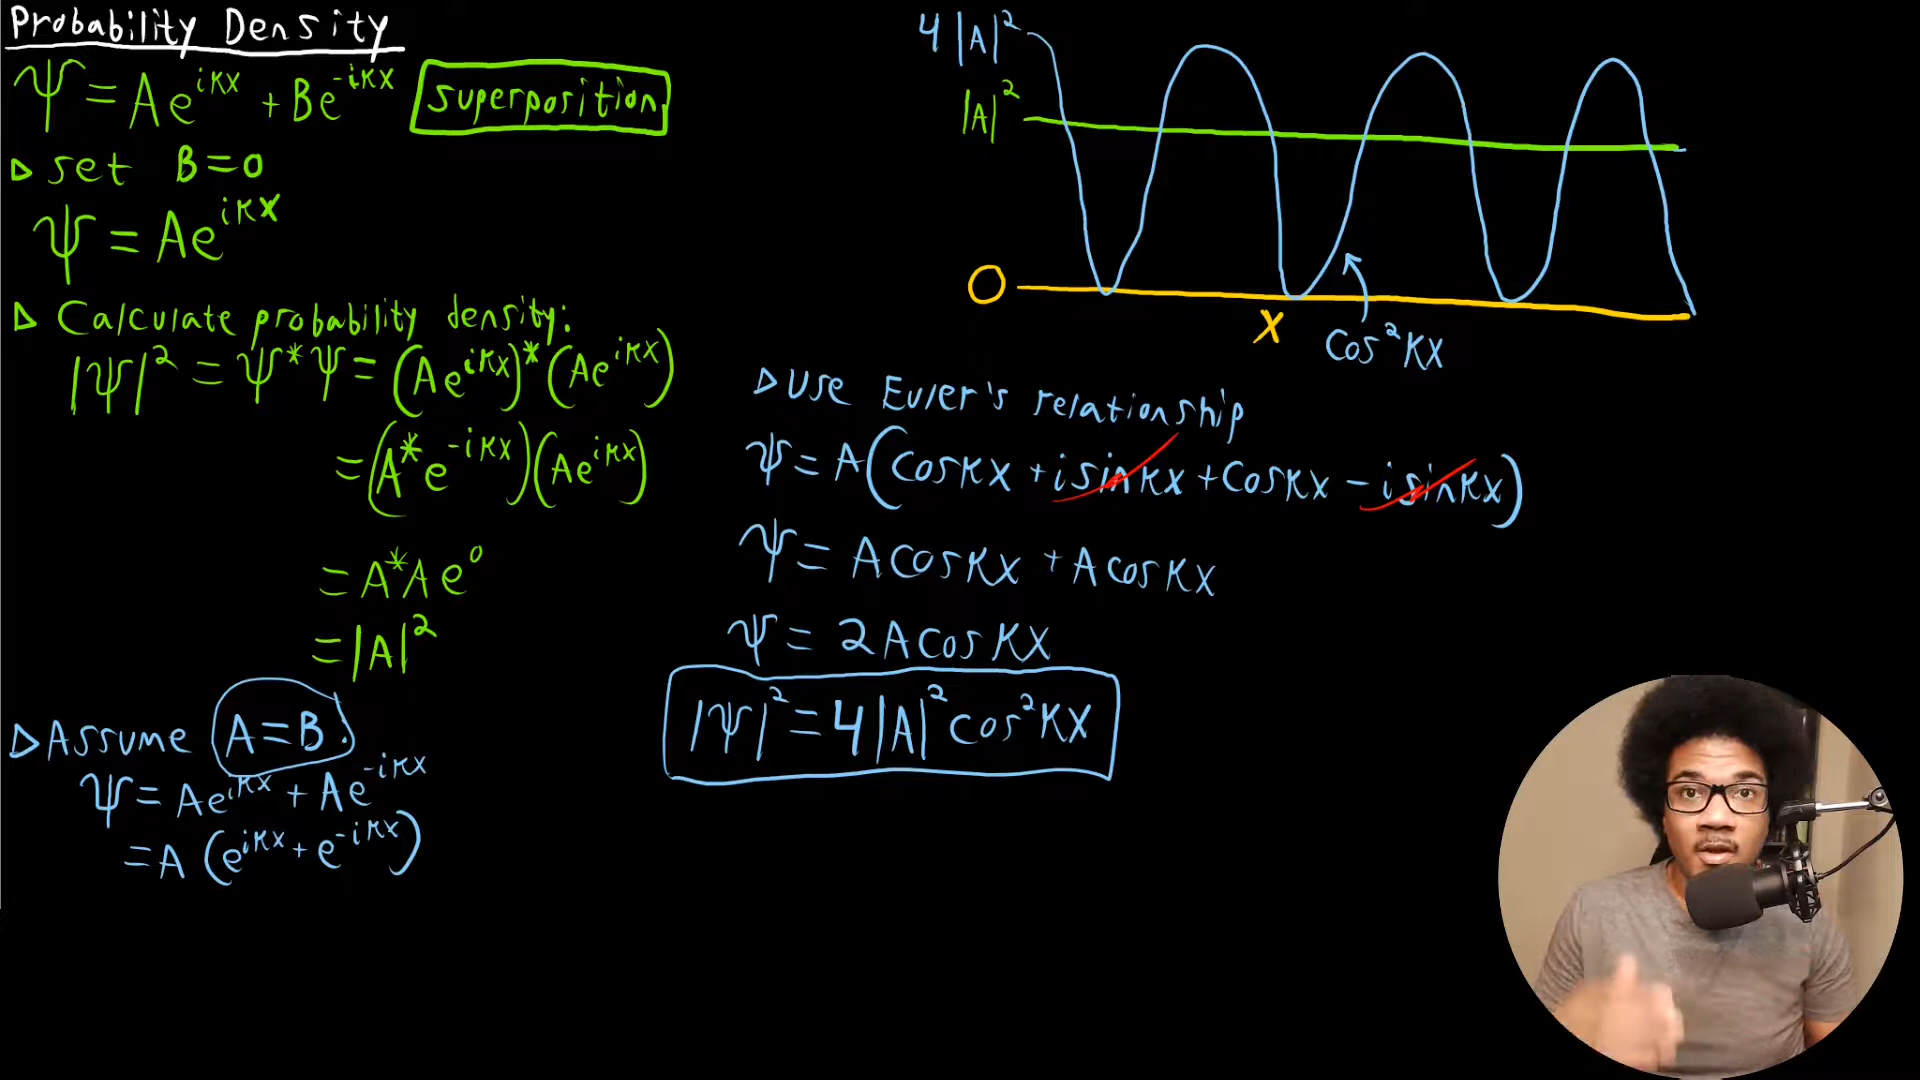 Probability Density
Ψ = Ae^{iKx} + Be^{-iKx} superposition
▷ set B=0
Ψ = Ae^{iKx}
▷ Calculate probability density:
|Ψ|² = Ψ*Ψ = (Ae^{iKx})*(Ae^{iKx})
=(A*e^{-iKx})(Ae^{iKx})
= A*Ae⁰
= |A|²
▷ Assume A=B.
Ψ = Ae^{iKx} + Ae^{-iKx}
= A (e^{iKx} + e^{-iKx})
4|A|²
|A|²
0
x
Cos²Kx
▷ Use Euler's relationship
Ψ = A(CosKx + isinKx + CosKx - isinKx)
Ψ = ACosKx + AcosKx
Ψ = 2ACosKx
|Ψ|² = 4|A|² cos²Kx